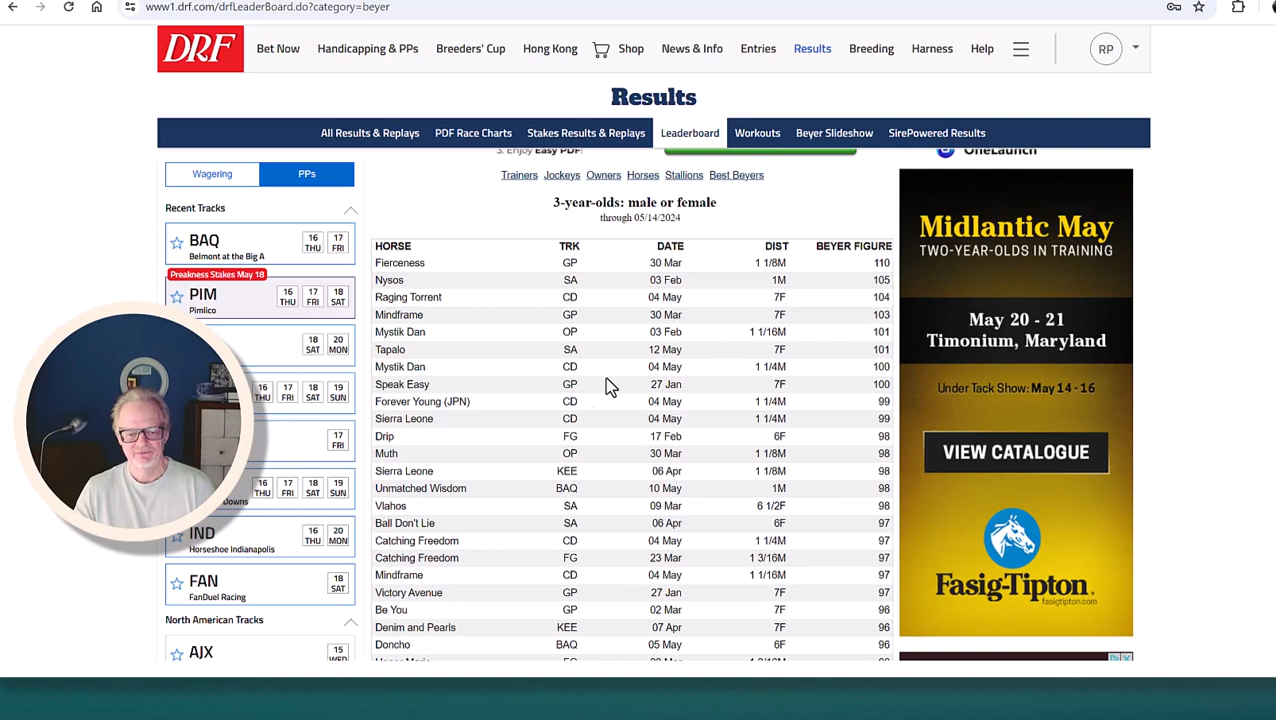 www1.drf.com/drfLeaderBoard.do?category=beyer
DRF
Bet Now
Handicapping & PPs
Breeders' Cup
Hong Kong
Shop
News & Info
Entries
Results
Breeding
Harness
Help
RP
Results
All Results & Replays
PDF Race Charts
Stakes Results & Replays
Leaderboard
Workouts
Beyer Slideshow
SirePowered Results
3. Enjoy Easy PDF!
OneLaunch
Wagering
PPs
Trainers Jockeys Owners Horses Stallions Best Beyers
Recent Tracks
3-year-olds: male or female
through 05/14/2024
BAQ
Belmont at the Big A
16 THU
17 FRI
Preakness Stakes May 18
PIM
Pimlico
16 THU
17 FRI
18 SAT
18 SAT
20 MON
16 THU
17 FRI
18 SAT
19 SUN
17 FRI
Downs
16 THU
17 FRI
18 SAT
19 SUN
IND
Horseshoe Indianapolis
16 THU
20 MON
FAN
FanDuel Racing
18 SAT
North American Tracks
AJX
15 WED
HORSE TRK DATE DIST BEYER FIGURE
Fierceness GP 30 Mar 1 1/8M 110
Nysos SA 03 Feb 1M 105
Raging Torrent CD 04 May 7F 104
Mindframe GP 30 Mar 7F 103
Mystik Dan OP 03 Feb 1 1/16M 101
Tapalo SA 12 May 7F 101
Mystik Dan CD 04 May 1 1/4M 100
Speak Easy GP 27 Jan 7F 100
Forever Young (JPN) CD 04 May 1 1/4M 99
Sierra Leone CD 04 May 1 1/4M 99
Drip FG 17 Feb 6F 98
Muth OP 30 Mar 1 1/8M 98
Sierra Leone KEE 06 Apr 1 1/8M 98
Unmatched Wisdom BAQ 10 May 1M 98
Vlahos SA 09 Mar 6 1/2F 98
Ball Don't Lie SA 06 Apr 6F 97
Catching Freedom CD 04 May 1 1/4M 97
Catching Freedom FG 23 Mar 1 3/16M 97
Mindframe CD 04 May 1 1/16M 97
Victory Avenue GP 27 Jan 7F 97
Be You GP 02 Mar 7F 96
Denim and Pearls KEE 07 Apr 7F 96
Doncho BAQ 05 May 6F 96
Midlantic May
TWO-YEAR-OLDS IN TRAINING
May 20 - 21
Timonium, Maryland
Under Tack Show: May 14 - 16
VIEW CATALOGUE
Fasig-Tipton.
fasigtipton.com